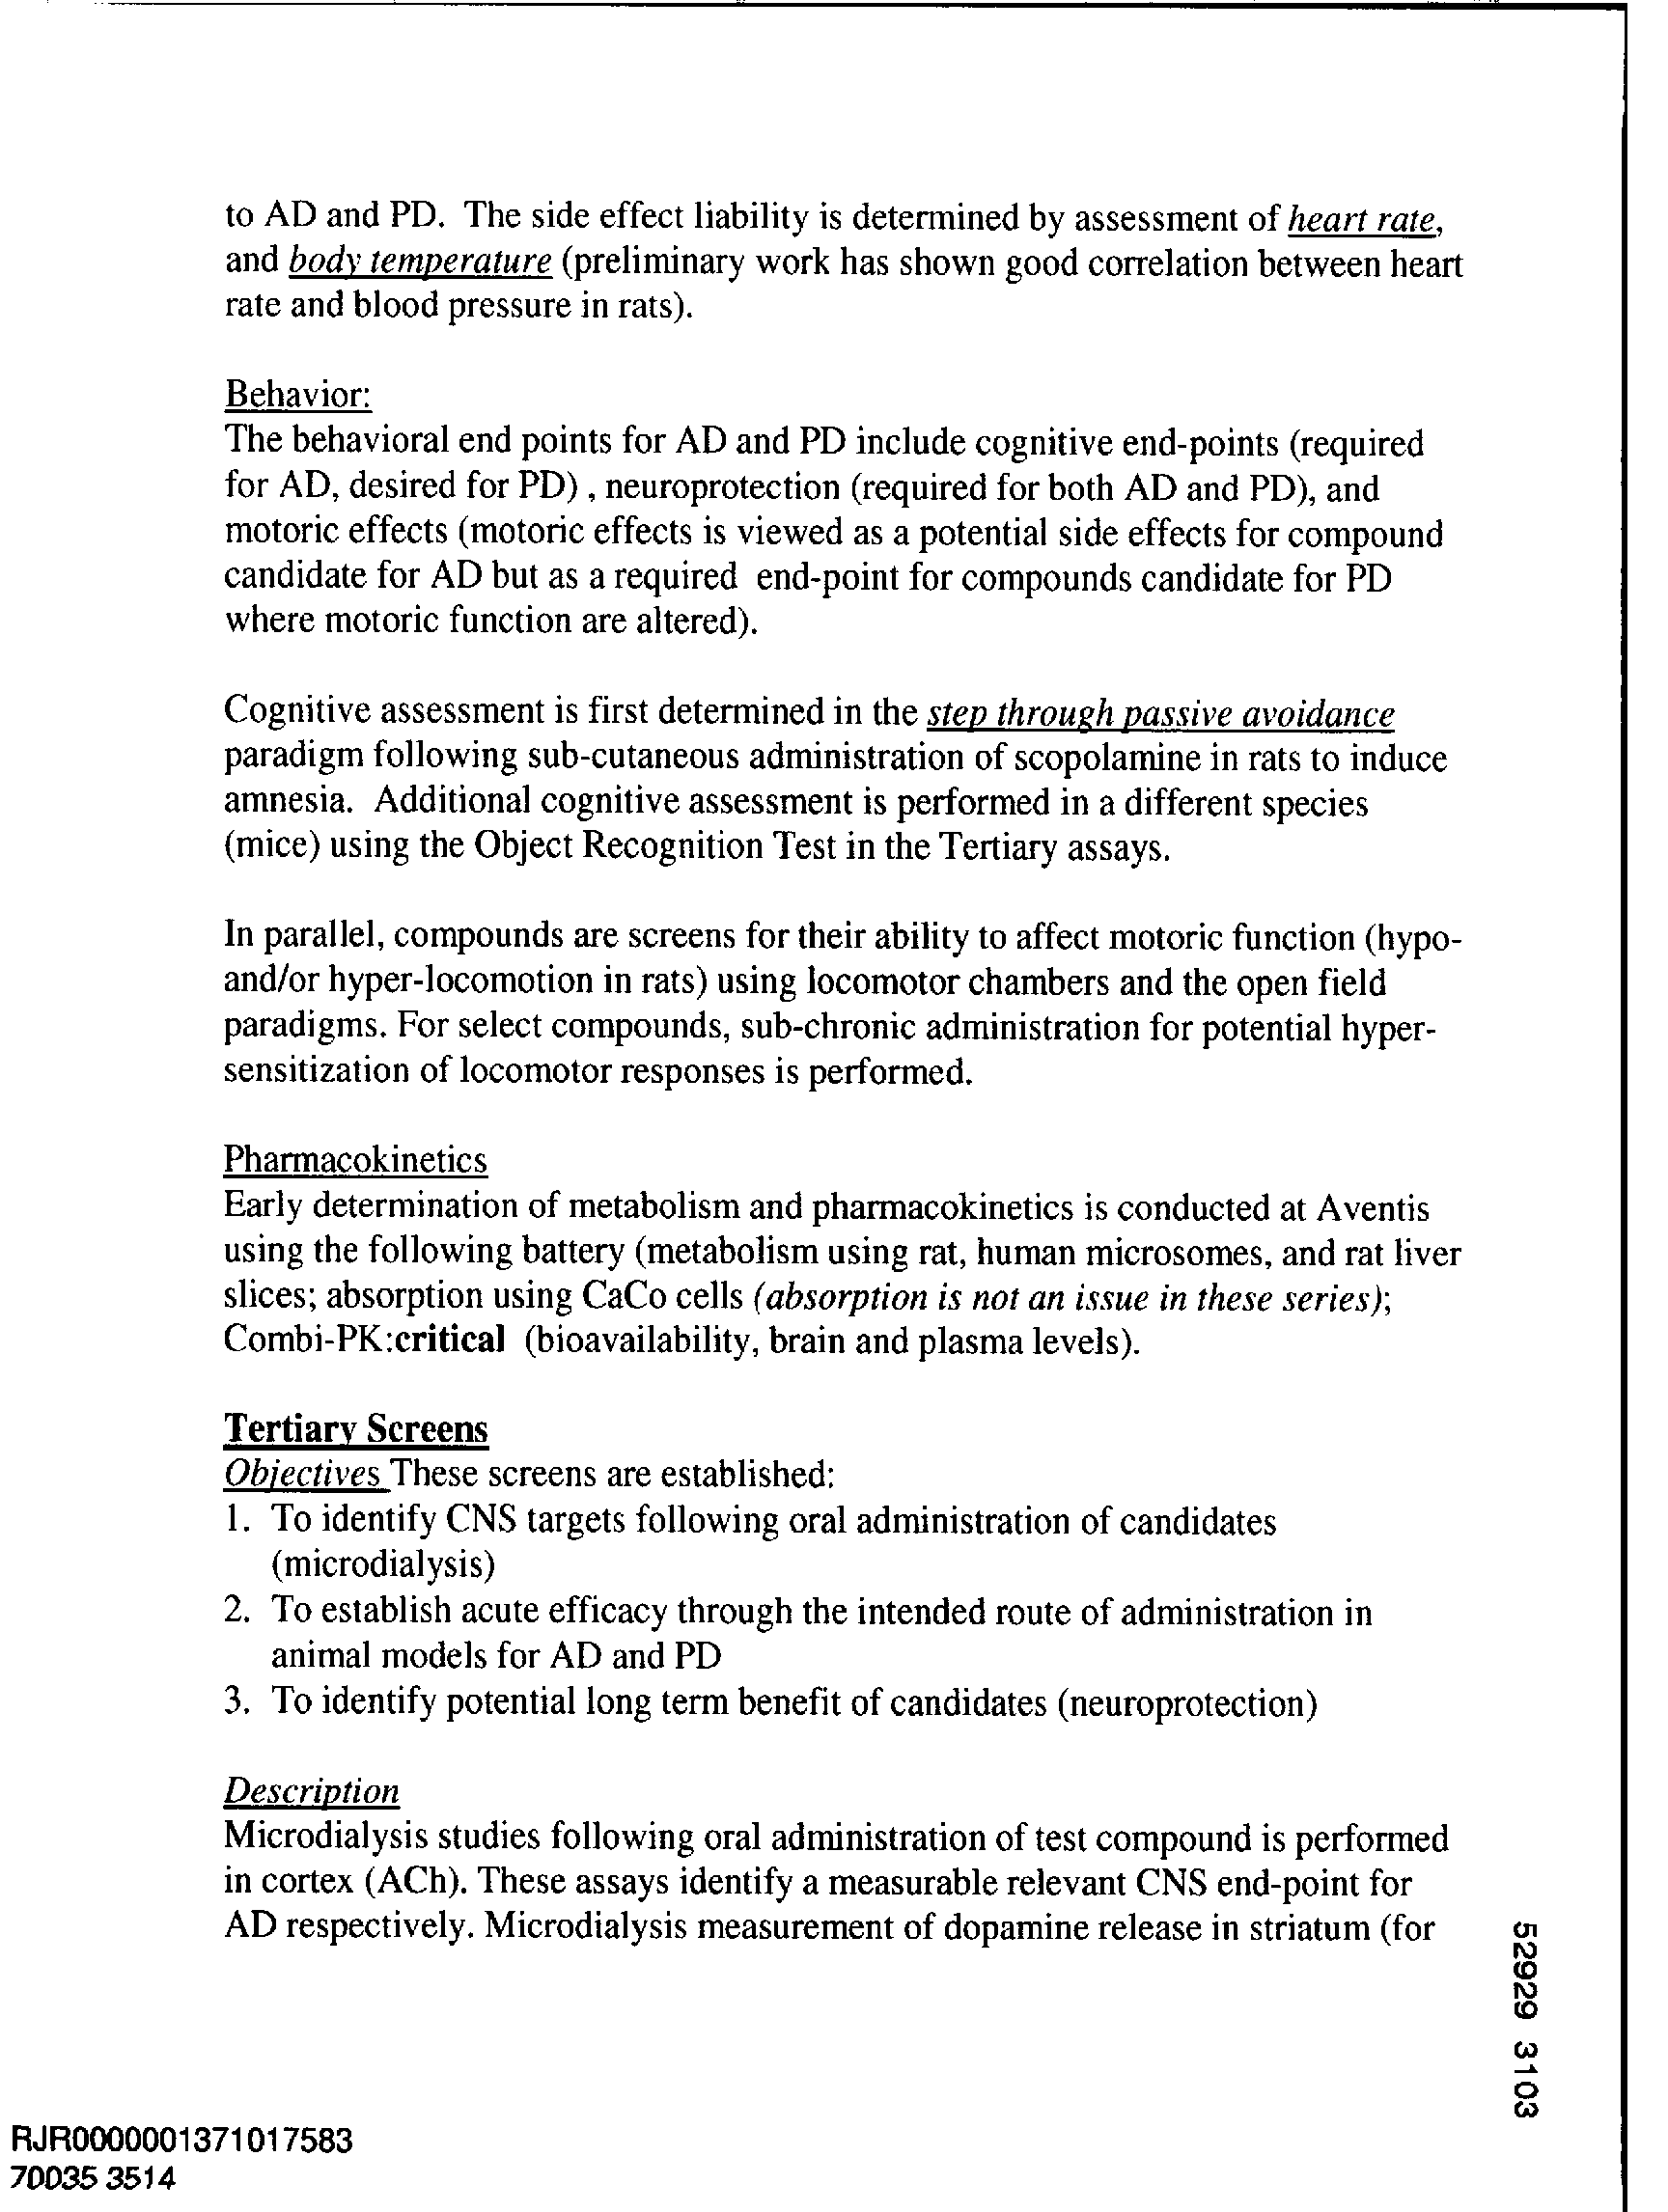 to AD and PD.  The side effect liability is determined by assessment of heart rate,
and body temperature (preliminary work has shown good correlation between heart
rate and blood pressure in rats).
Behavior:
The behavioral end points for AD and PD include cognitive end-points (required
for AD, desired for PD) , neuroprotection (required for both AD and PD), and
motoric effects (motoric effects is viewed as a potential side effects for compound
candidate for AD but as a required  end-point for compounds candidate for PD
where motoric function are altered).
Cognitive assessment is first determined in the step through passive avoidance
paradigm following sub-cutaneous administration of scopolamine in rats to induce
amnesia.  Additional cognitive assessment is performed in a different species
(mice) using the Object Recognition Test in the Tertiary assays.
In parallel, compounds are screens for their ability to affect motoric function (hypo-
and/or hyper-locomotion in rats) using locomotor chambers and the open field
paradigms. For select compounds, sub-chronic administration for potential hyper-
sensitization of locomotor responses is performed.
Pharmacokinetics
Early determination of metabolism and pharmacokinetics is conducted at Aventis
using the following battery (metabolism using rat, human microsomes, and rat liver
slices; absorption using CaCo cells (absorption is not an issue in these series);
Combi-PK:critical  (bioavailability, brain and plasma levels).
Tertiary Screens
Objectives These screens are established:
1.  To identify CNS targets following oral administration of candidates
(microdialysis)
2.  To establish acute efficacy through the intended route of administration in
animal models for AD and PD
3.  To identify potential long term benefit of candidates (neuroprotection)
Description
Microdialysis studies following oral administration of test compound is performed
in cortex (ACh). These assays identify a measurable relevant CNS end-point for
AD respectively. Microdialysis measurement of dopamine release in striatum (for
52929 3103
RJR0000001371017583
70035 3514